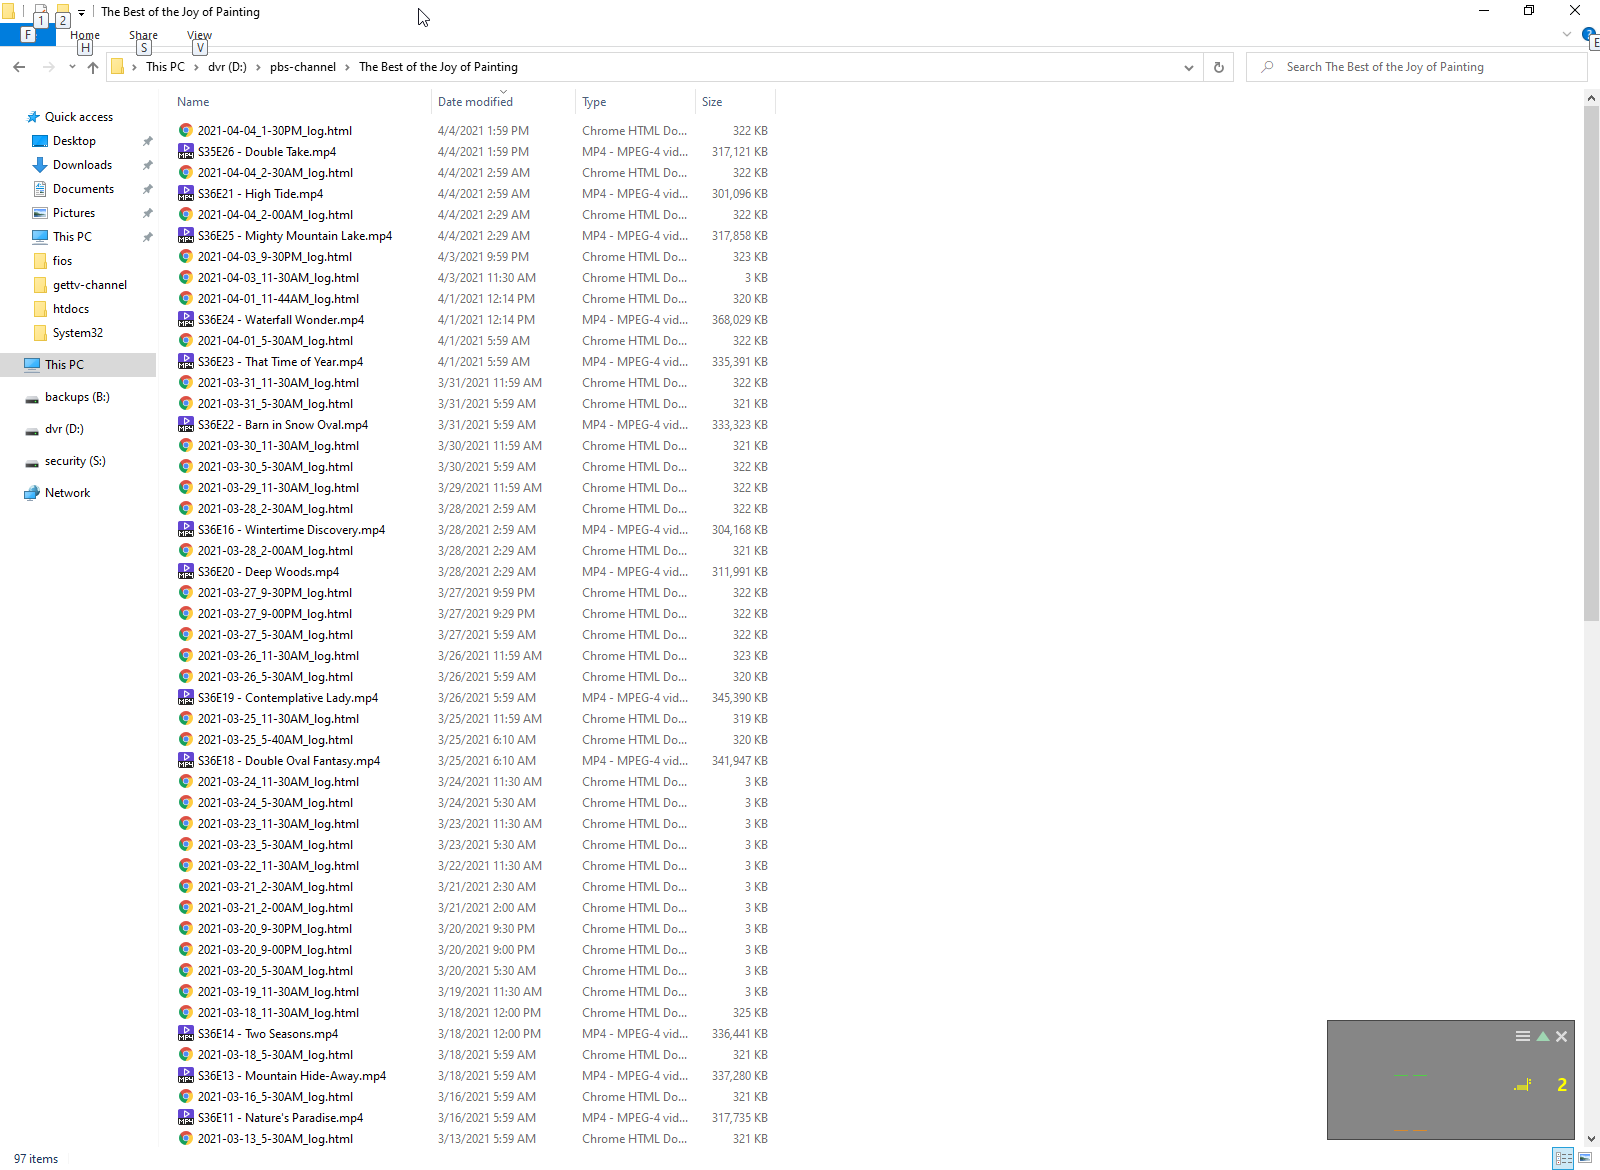 1 2 The Best of the Joy of Painting
F Home Share View
H S V E
This PC > dvr (D:) > pbs-channel > The Best of the Joy of Painting Search The Best of the Joy of Painting
Name Date modified Type Size
Quick access
Desktop
Downloads
Documents
Pictures
This PC
fios
gettv-channel
htdocs
System32
This PC
backups (B:)
dvr (D:)
security (S:)
Network
2021-04-04_1-30PM_log.html 4/4/2021 1:59 PM Chrome HTML Do... 322 KB
S35E26 - Double Take.mp4 4/4/2021 1:59 PM MP4 - MPEG-4 vid... 317,121 KB
2021-04-04_2-30AM_log.html 4/4/2021 2:59 AM Chrome HTML Do... 322 KB
S36E21 - High Tide.mp4 4/4/2021 2:59 AM MP4 - MPEG-4 vid... 301,096 KB
2021-04-04_2-00AM_log.html 4/4/2021 2:29 AM Chrome HTML Do... 322 KB
S36E25 - Mighty Mountain Lake.mp4 4/4/2021 2:29 AM MP4 - MPEG-4 vid... 317,858 KB
2021-04-03_9-30PM_log.html 4/3/2021 9:59 PM Chrome HTML Do... 323 KB
2021-04-03_11-30AM_log.html 4/3/2021 11:30 AM Chrome HTML Do... 3 KB
2021-04-01_11-44AM_log.html 4/1/2021 12:14 PM Chrome HTML Do... 320 KB
S36E24 - Waterfall Wonder.mp4 4/1/2021 12:14 PM MP4 - MPEG-4 vid... 368,029 KB
2021-04-01_5-30AM_log.html 4/1/2021 5:59 AM Chrome HTML Do... 322 KB
S36E23 - That Time of Year.mp4 4/1/2021 5:59 AM MP4 - MPEG-4 vid... 335,391 KB
2021-03-31_11-30AM_log.html 3/31/2021 11:59 AM Chrome HTML Do... 322 KB
2021-03-31_5-30AM_log.html 3/31/2021 5:59 AM Chrome HTML Do... 321 KB
S36E22 - Barn in Snow Oval.mp4 3/31/2021 5:59 AM MP4 - MPEG-4 vid... 333,323 KB
2021-03-30_11-30AM_log.html 3/30/2021 11:59 AM Chrome HTML Do... 321 KB
2021-03-30_5-30AM_log.html 3/30/2021 5:59 AM Chrome HTML Do... 322 KB
2021-03-29_11-30AM_log.html 3/29/2021 11:59 AM Chrome HTML Do... 322 KB
2021-03-28_2-30AM_log.html 3/28/2021 2:59 AM Chrome HTML Do... 322 KB
S36E16 - Wintertime Discovery.mp4 3/28/2021 2:59 AM MP4 - MPEG-4 vid... 304,168 KB
2021-03-28_2-00AM_log.html 3/28/2021 2:29 AM Chrome HTML Do... 321 KB
S36E20 - Deep Woods.mp4 3/28/2021 2:29 AM MP4 - MPEG-4 vid... 311,991 KB
2021-03-27_9-30PM_log.html 3/27/2021 9:59 PM Chrome HTML Do... 322 KB
2021-03-27_9-00PM_log.html 3/27/2021 9:29 PM Chrome HTML Do... 322 KB
2021-03-27_5-30AM_log.html 3/27/2021 5:59 AM Chrome HTML Do... 322 KB
2021-03-26_11-30AM_log.html 3/26/2021 11:59 AM Chrome HTML Do... 323 KB
2021-03-26_5-30AM_log.html 3/26/2021 5:59 AM Chrome HTML Do... 320 KB
S36E19 - Contemplative Lady.mp4 3/26/2021 5:59 AM MP4 - MPEG-4 vid... 345,390 KB
2021-03-25_11-30AM_log.html 3/25/2021 11:59 AM Chrome HTML Do... 319 KB
2021-03-25_5-40AM_log.html 3/25/2021 6:10 AM Chrome HTML Do... 320 KB
S36E18 - Double Oval Fantasy.mp4 3/25/2021 6:10 AM MP4 - MPEG-4 vid... 341,947 KB
2021-03-24_11-30AM_log.html 3/24/2021 11:30 AM Chrome HTML Do... 3 KB
2021-03-24_5-30AM_log.html 3/24/2021 5:30 AM Chrome HTML Do... 3 KB
2021-03-23_11-30AM_log.html 3/23/2021 11:30 AM Chrome HTML Do... 3 KB
2021-03-23_5-30AM_log.html 3/23/2021 5:30 AM Chrome HTML Do... 3 KB
2021-03-22_11-30AM_log.html 3/22/2021 11:30 AM Chrome HTML Do... 3 KB
2021-03-21_2-30AM_log.html 3/21/2021 2:30 AM Chrome HTML Do... 3 KB
2021-03-21_2-00AM_log.html 3/21/2021 2:00 AM Chrome HTML Do... 3 KB
2021-03-20_9-30PM_log.html 3/20/2021 9:30 PM Chrome HTML Do... 3 KB
2021-03-20_9-00PM_log.html 3/20/2021 9:00 PM Chrome HTML Do... 3 KB
2021-03-20_5-30AM_log.html 3/20/2021 5:30 AM Chrome HTML Do... 3 KB
2021-03-19_11-30AM_log.html 3/19/2021 11:30 AM Chrome HTML Do... 3 KB
2021-03-18_11-30AM_log.html 3/18/2021 12:00 PM Chrome HTML Do... 325 KB
S36E14 - Two Seasons.mp4 3/18/2021 12:00 PM MP4 - MPEG-4 vid... 336,441 KB
2021-03-18_5-30AM_log.html 3/18/2021 5:59 AM Chrome HTML Do... 321 KB
S36E13 - Mountain Hide-Away.mp4 3/18/2021 5:59 AM MP4 - MPEG-4 vid... 337,280 KB
2021-03-16_5-30AM_log.html 3/16/2021 5:59 AM Chrome HTML Do... 321 KB
S36E11 - Nature's Paradise.mp4 3/16/2021 5:59 AM MP4 - MPEG-4 vid... 317,735 KB
2021-03-13_5-30AM_log.html 3/13/2021 5:59 AM Chrome HTML Do... 321 KB
2
97 items